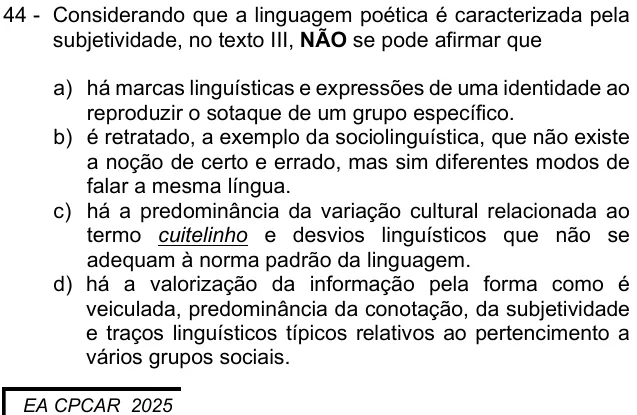 44 - Considerando que a linguagem poética é caracterizada pela
subjetividade, no texto III, NÃO se pode afirmar que
a) há marcas linguísticas e expressões de uma identidade ao
reproduzir o sotaque de um grupo específico.
b) é retratado, a exemplo da sociolinguística, que não existe
a noção de certo e errado, mas sim diferentes modos de
falar a mesma língua.
c) há a predominância da variação cultural relacionada ao
termo cuitelinho e desvios linguísticos que não se
adequam à norma padrão da linguagem.
d) há a valorização da informação pela forma como é
veiculada, predominância da conotação, da subjetividade
e traços linguísticos típicos relativos ao pertencimento a
vários grupos sociais.
EA CPCAR 2025